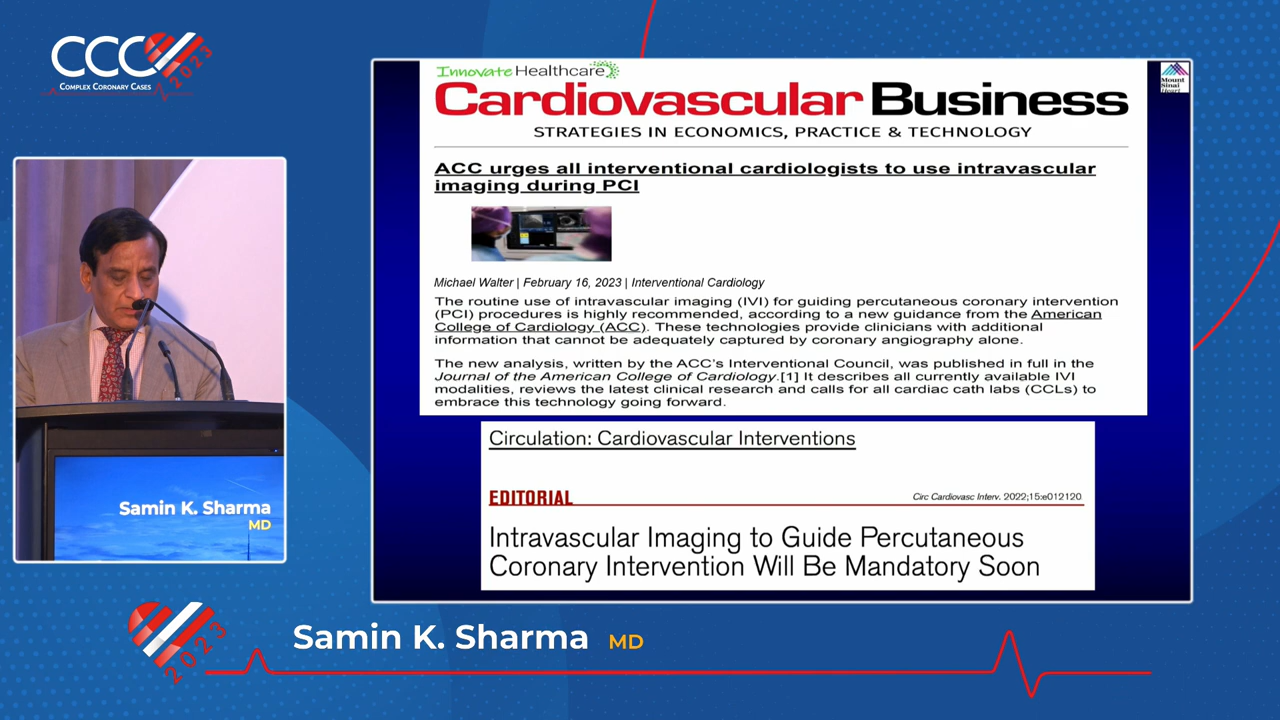 CCC
2023
COMPLEX CORONARY CASES
Innovate Healthcare
Cardiovascular Business
STRATEGIES IN ECONOMICS, PRACTICE & TECHNOLOGY
Mount
Sinai
Heart
ACC urges all interventional cardiologists to use intravascular
imaging during PCI
Michael Walter | February 16, 2023 | Interventional Cardiology
The routine use of intravascular imaging (IVI) for guiding percutaneous coronary intervention
(PCI) procedures is highly recommended, according to a new guidance from the American
College of Cardiology (ACC). These technologies provide clinicians with additional
information that cannot be adequately captured by coronary angiography alone.
The new analysis, written by the ACC's Interventional Council, was published in full in the
Journal of the American College of Cardiology.[1] It describes all currently available IVI
modalities, reviews the latest clinical research and calls for all cardiac cath labs (CCLs) to
embrace this technology going forward.
Circulation: Cardiovascular Interventions
EDITORIAL
Circ Cardiovasc Interv. 2022;15:e012120
Intravascular Imaging to Guide Percutaneous
Coronary Intervention Will Be Mandatory Soon
Samin K. Sharma
MD
2023
Samin K. Sharma MD